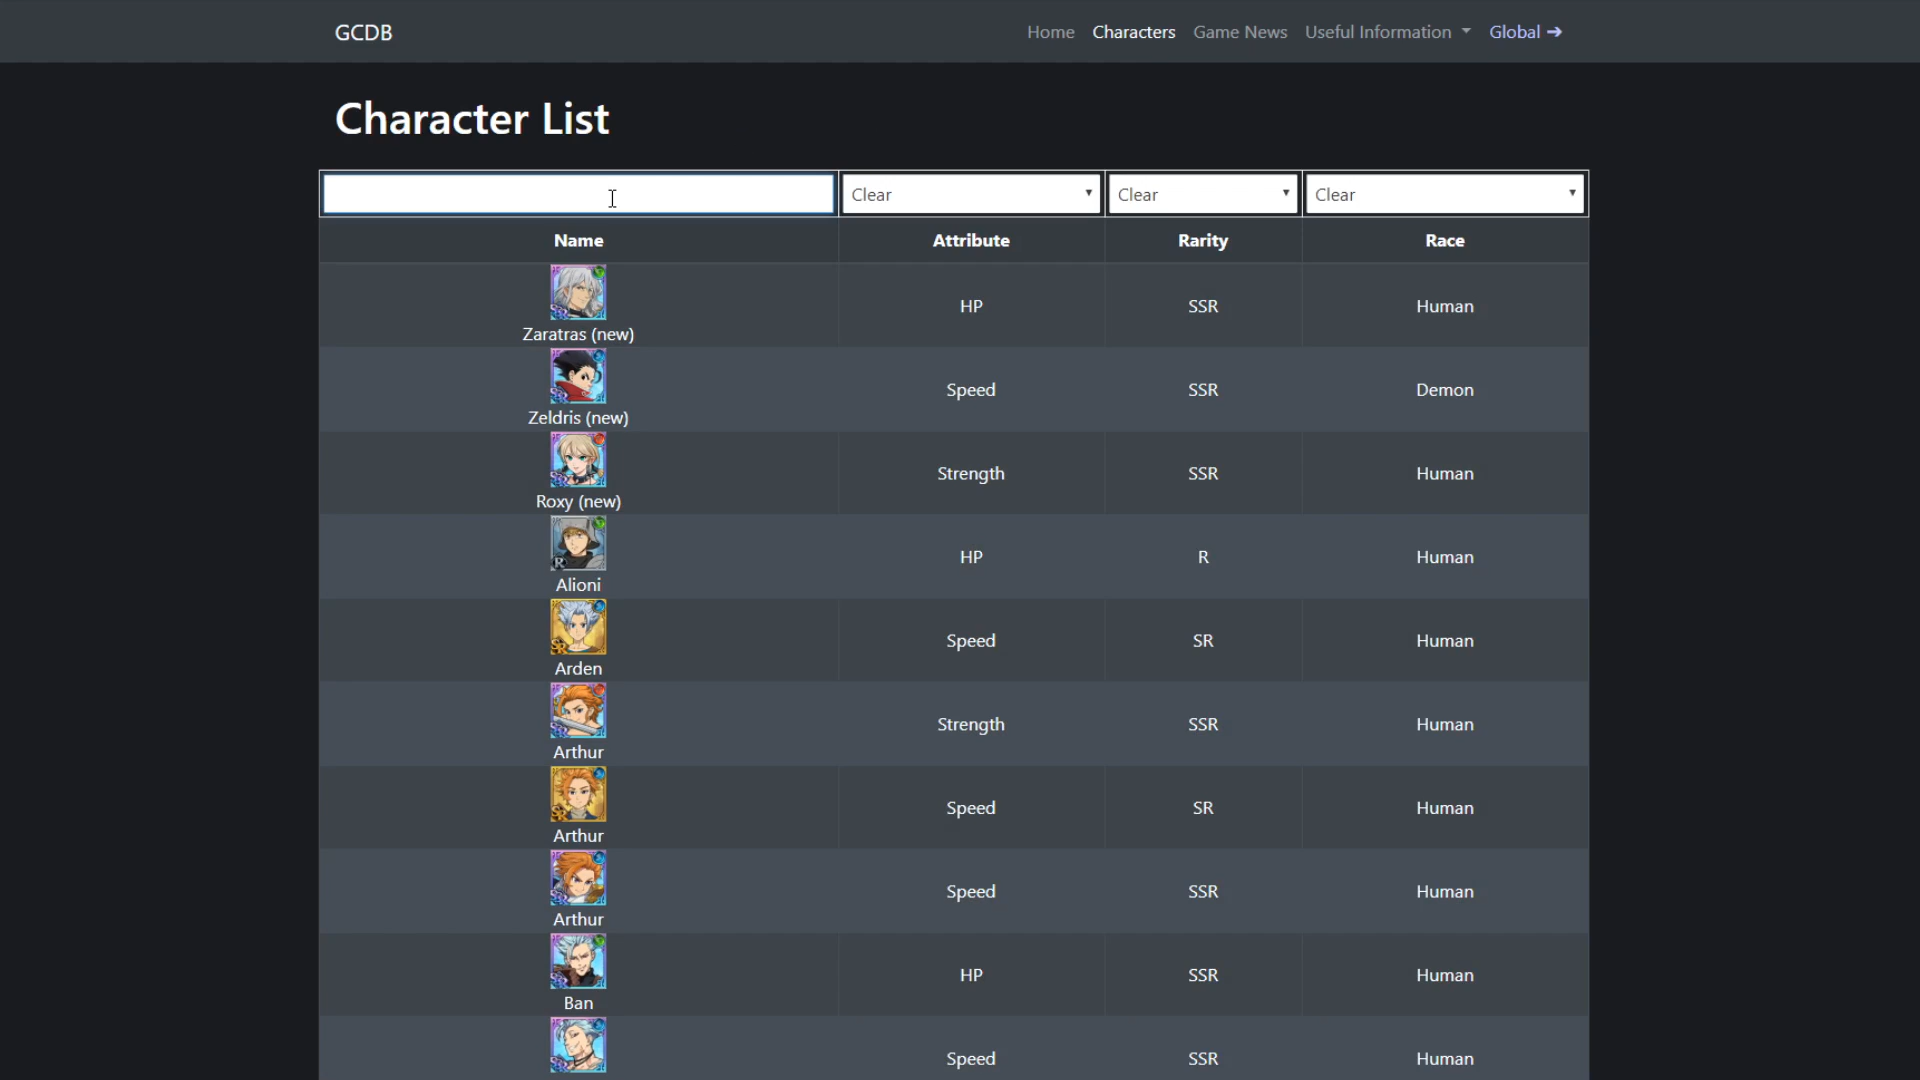 GCDB
Home Characters Game News Useful Information Global ➔
Character List
Clear Clear Clear
Name Attribute Rarity Race
HP SSR Human
Zaratras (new)
Speed SSR Demon
Zeldris (new)
Strength SSR Human
Roxy (new)
R
HP R Human
Alioni
SR
Speed SR Human
Arden
Strength SSR Human
Arthur
SR
Speed SR Human
Arthur
Speed SSR Human
Arthur
HP SSR Human
Ban
Speed SSR Human